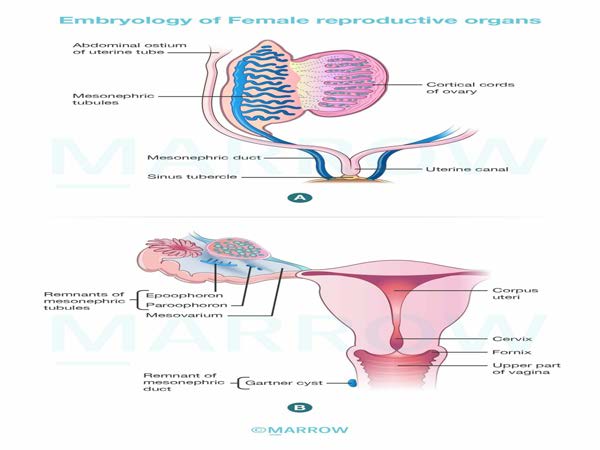 Embryology of Female reproductive organs
Abdominal ostium
of uterine tube
Cortical cords
of ovary
Mesonephric
tubules
MARROW
Mesonephric duct
Uterine canal
Sinus tubercle
A
Remnants of
mesonephric
tubules
Epoophoron
Paroophoron
Mesovarium
Corpus
uteri
MARROW
Cervix
Fornix
Upper part
of vagina
Remnant of
mesonephric
duct
Gartner cyst
B
©MARROW